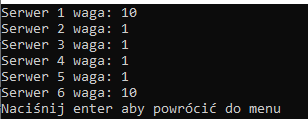 Serwer 1 waga: 10
Serwer 2 waga: 1
Serwer 3 waga: 1
Serwer 4 waga: 1
Serwer 5 waga: 1
Serwer 6 waga: 10
Naciśnij enter aby powrócić do menu